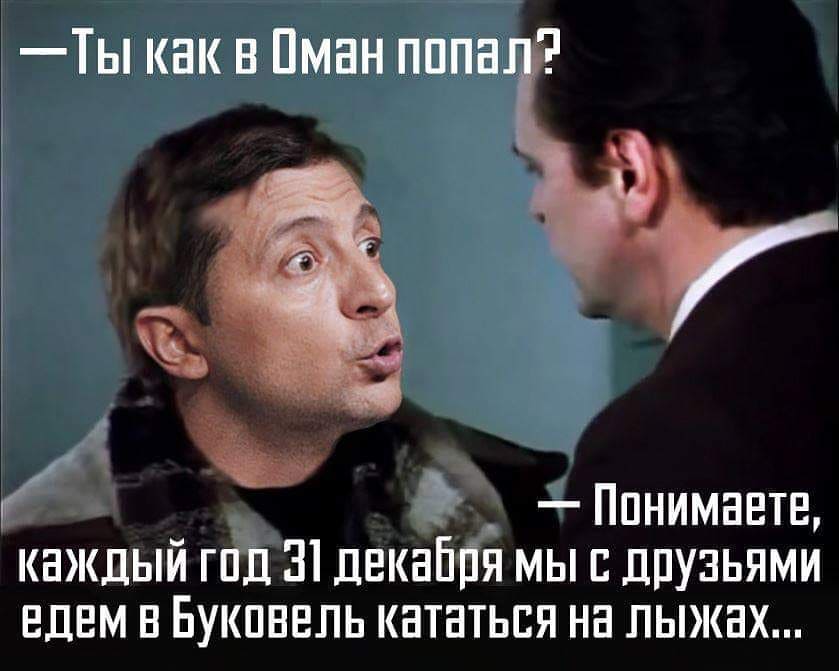 —Ты как в Оман попал?
— Понимаете,
каждый год 31 декабря мы с друзьями
едем в Буковель кататься на лыжах...